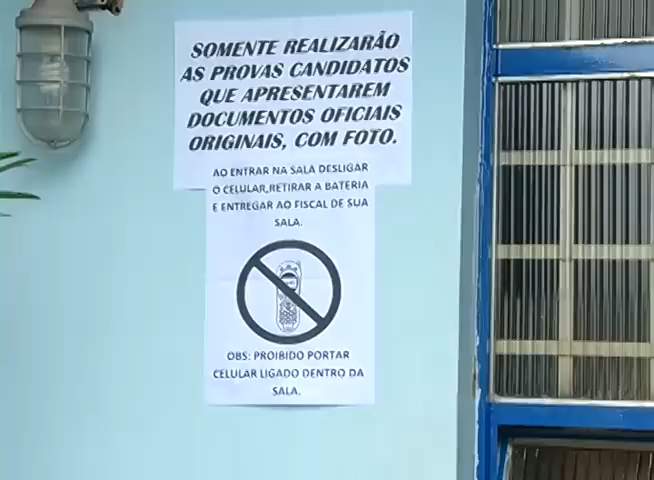 SOMENTE REALIZARÃO
AS PROVAS CANDIDATOS
QUE APRESENTAREM
DOCUMENTOS OFICIAIS
ORIGINAIS, COM FOTO.
AO ENTRAR NA SALA DESLIGAR
O CELULAR,RETIRAR A BATERIA
E ENTREGAR AO FISCAL DE SUA
SALA.
OBS: PROIBIDO PORTAR
CELULAR LIGADO DENTRO DA
SALA.